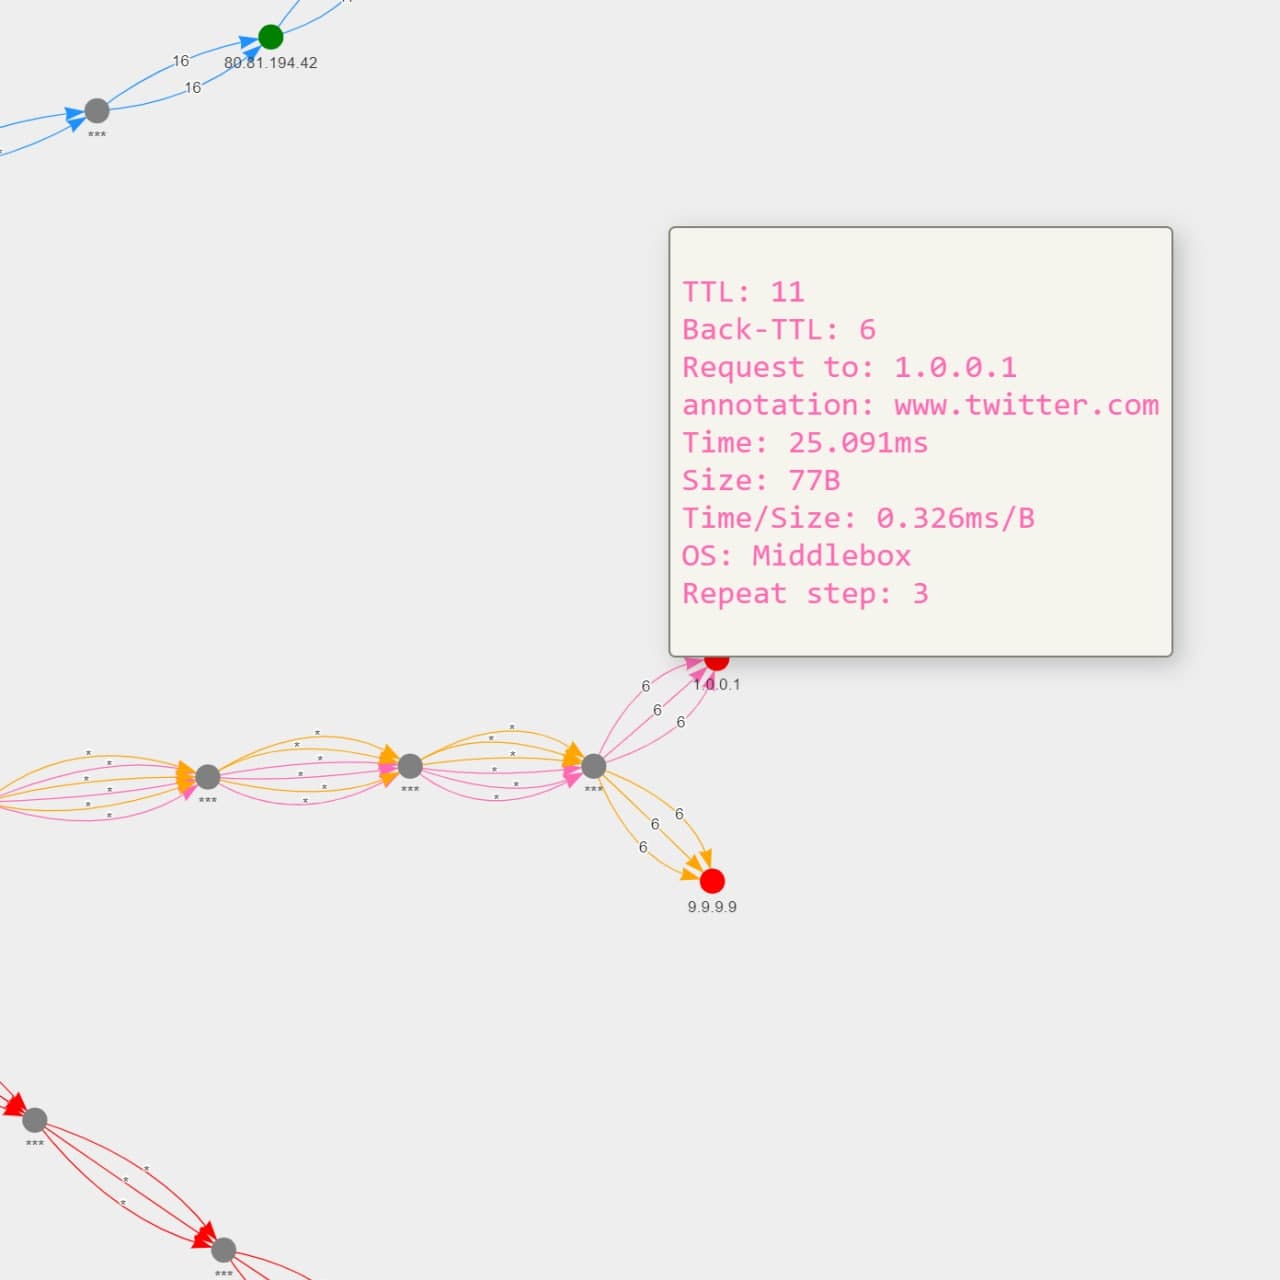 16
80.81.194.42
16
***
TTL: 11
Back-TTL: 6
Request to: 1.0.0.1
annotation: www.twitter.com
Time: 25.091ms
Size: 77B
Time/Size: 0.326ms/B
OS: Middlebox
Repeat step: 3
6
1.0.0.1
6
6
* * *
* * *
* * *
* * *
* * *
* * *
*** *** ***
6
6
6
9.9.9.9
***
*
*
*
***